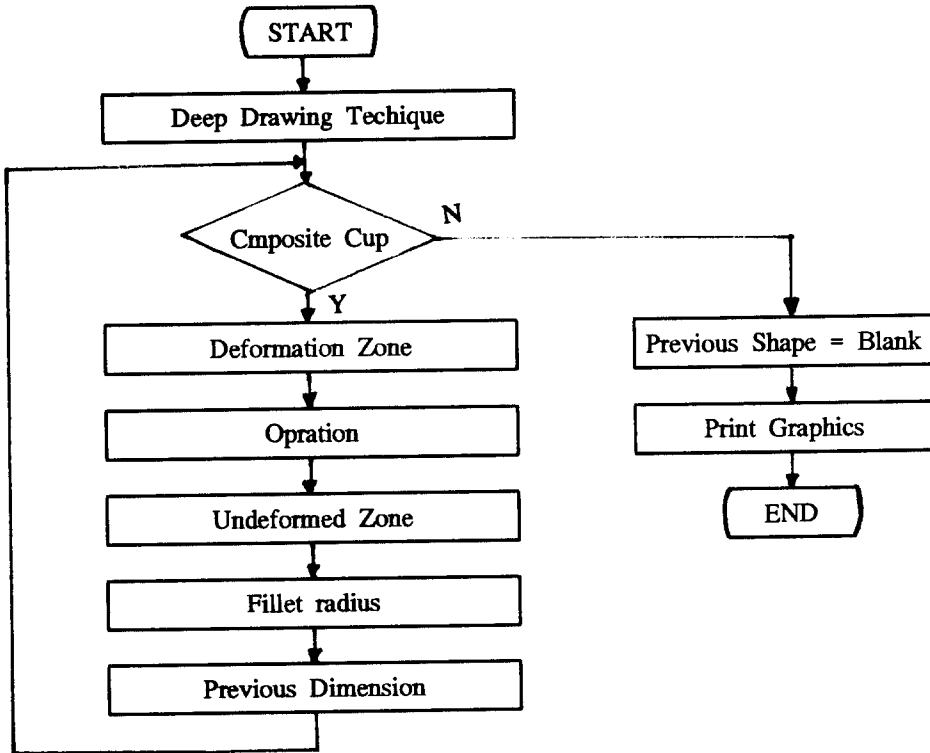 START
Deep Drawing Techique
Cmposite Cup
N
Y
Deformation Zone
Opration
Undeformed Zone
Fillet radius
Previous Dimension
Previous Shape = Blank
Print Graphics
END